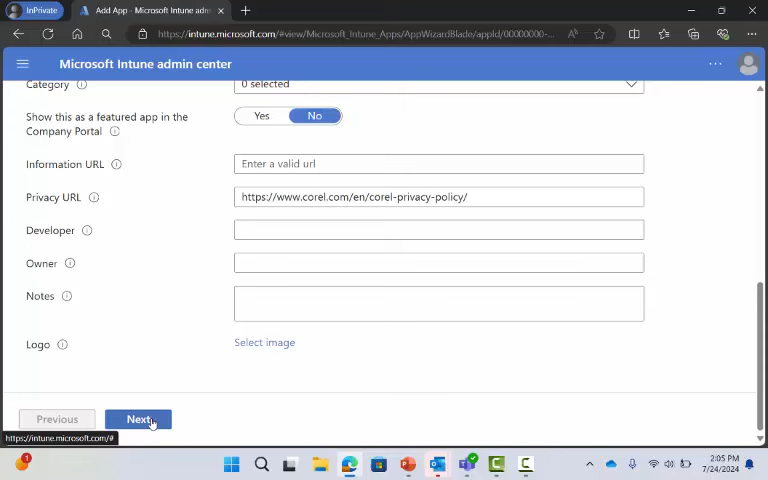 InPrivate
Add App - Microsoft Intune admi
https://intune.microsoft.com/#view/Microsoft_Intune_Apps/AppWizardBlade/appId/00000000-...
Microsoft Intune admin center
Category
0 selected
Show this as a featured app in the
Company Portal
Yes
No
Information URL
Enter a valid url
Privacy URL
https://www.corel.com/en/corel-privacy-policy/
Developer
Owner
Notes
Logo
Select image
Previous
Next
https://intune.microsoft.com/#
1
2:05 PM
7/24/2024